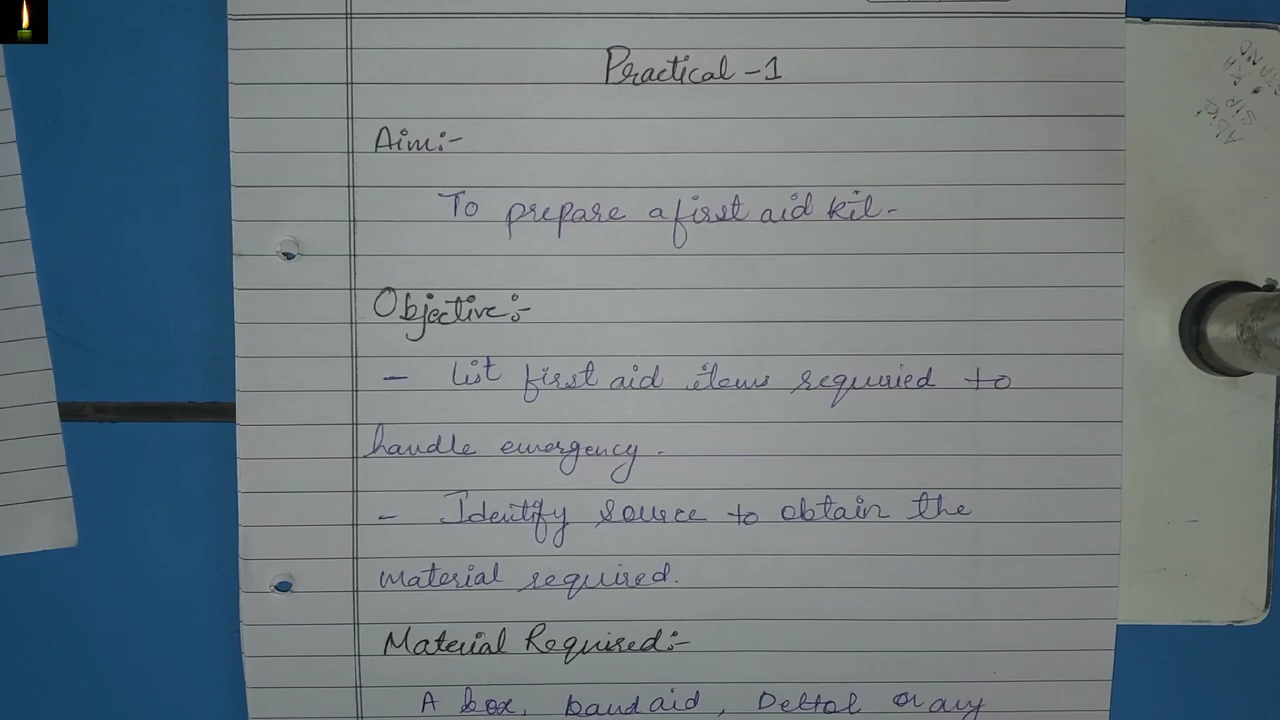 Practical - 1
Aim:-
To prepare a first aid kit.
Objective:-
- List first aid items required to
handle emergency.
- Identify source to obtain the
material required.
Material Required:-
A box, band aid, Dettol or any